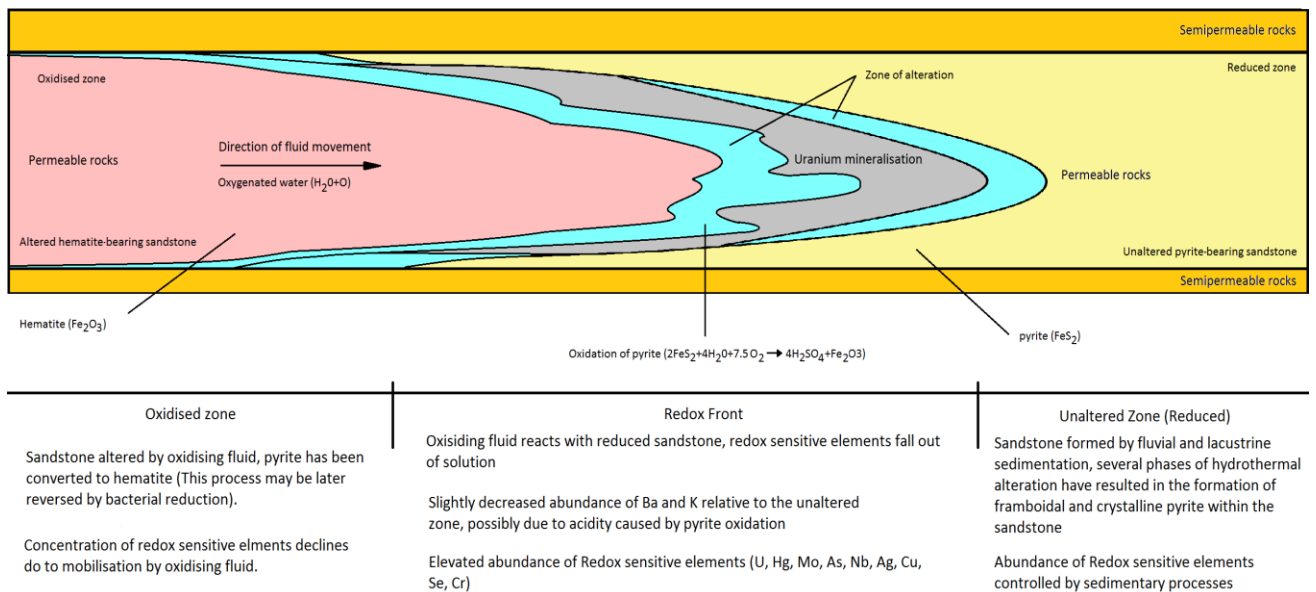 Semipermeable rocks
Oxidised zone
Zone of alteration
Reduced zone
Direction of fluid movement
Permeable rocks
Uranium mineralisation
Permeable rocks
Oxygenated water (H₂0+O)
Altered hematite-bearing sandstone
Unaltered pyrite-bearing sandstone
Semipermeable rocks
Hematite (Fe₂O₃)
pyrite (FeS₂)
Oxidation of pyrite (2FeS₂+4H₂0+7.5O₂ → 4H₂SO₄+Fe₂O3)
Oxidised zone
Sandstone altered by oxidising fluid, pyrite has been
converted to hematite (This process may be later
reversed by bacterial reduction).
Concentration of redox sensitive elments declines
do to mobilisation by oxidising fluid.
Redox Front
Oxisiding fluid reacts with reduced sandstone, redox sensitive elements fall out
of solution
Slightly decreased abundance of Ba and K relative to the unaltered
zone, possibly due to acidity caused by pyrite oxidation
Elevated abundance of Redox sensitive elements (U, Hg, Mo, As, Nb, Ag, Cu,
Se, Cr)
Unaltered Zone (Reduced)
Sandstone formed by fluvial and lacustrine
sedimentation, several phases of hydrothermal
alteration have resulted in the formation of
framboidal and crystalline pyrite within the
sandstone
Abundance of Redox sensitive elements
controlled by sedimentary processes